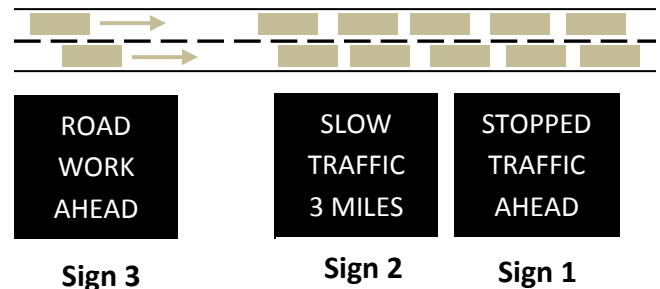 ROAD
WORK
AHEAD
SLOW
TRAFFIC
3 MILES
STOPPED
TRAFFIC
AHEAD
Sign 3
Sign 2
Sign 1